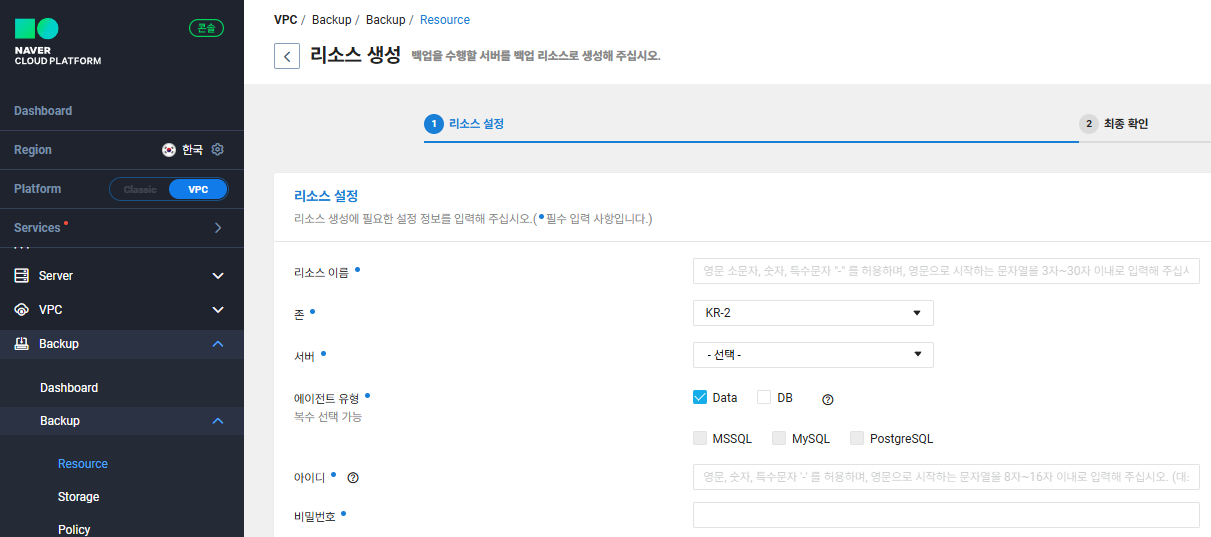 콘솔
NAVER
CLOUD PLATFORM
Dashboard
Region 한국
Platform Classic VPC
Services
Server
VPC
Backup
Dashboard
Backup
Resource
Storage
Policy
VPC / Backup / Backup / Resource
리소스 생성 백업을 수행할 서버를 백업 리소스로 생성해 주십시오.
1 리소스 설정
2 최종 확인
리소스 설정
리소스 생성에 필요한 설정 정보를 입력해 주십시오.(•필수 입력 사항입니다.)
리소스 이름 • 영문 소문자, 숫자, 특수문자 "-" 를 허용하며, 영문으로 시작하는 문자열을 3자~30자 이내로 입력해 주십시
존 • KR-2
서버 • - 선택 -
에이전트 유형 • Data DB
복수 선택 가능
MSSQL MySQL PostgreSQL
아이디 • 영문, 숫자, 특수문자 '-' 를 허용하며, 영문으로 시작하는 문자열을 8자~16자 이내로 입력해 주십시오. (대소
비밀번호 •